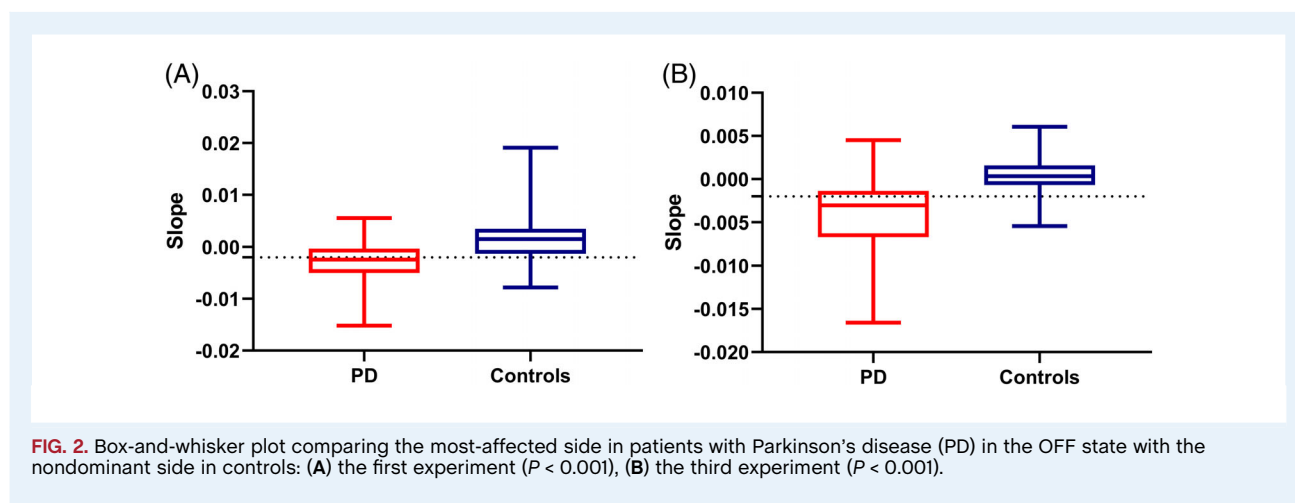 (A)
0.03
0.02
0.01
0.00
-0.01
-0.02
Slope
PD Controls
(B)
0.010
0.005
0.000
-0.005
-0.010
-0.015
-0.020
Slope
PD Controls
FIG. 2. Box-and-whisker plot comparing the most-affected side in patients with Parkinson's disease (PD) in the OFF state with the
nondominant side in controls: (A) the first experiment (P < 0.001), (B) the third experiment (P < 0.001).